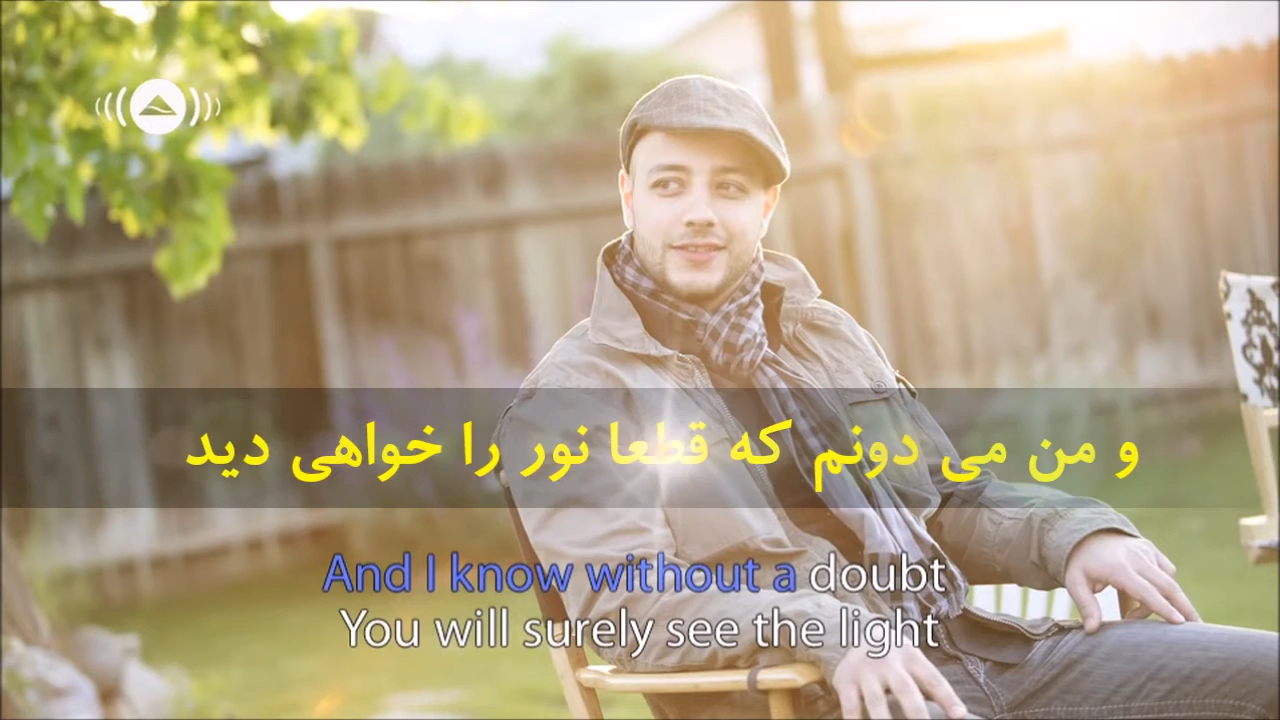 و من می دونم که قطعا نور را خواهی دید
And I know without a doubt
You will surely see the light